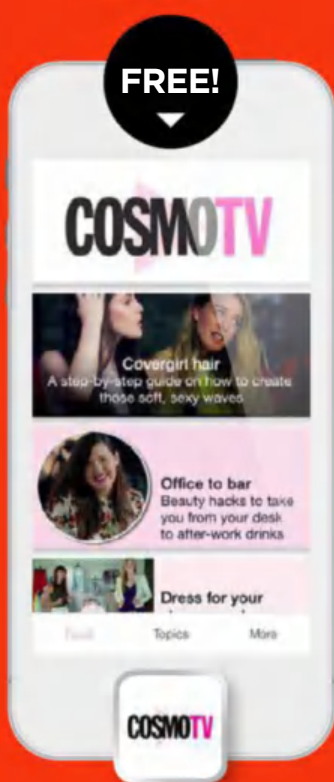 FREE!
COSMOTV
Covergirl hair
A step-by-step guide on how to create
those soft, sexy waves
Office to bar
Beauty hacks to take
you from your desk
to after-work drinks
Dress for your
Topics
More
COSMOTV